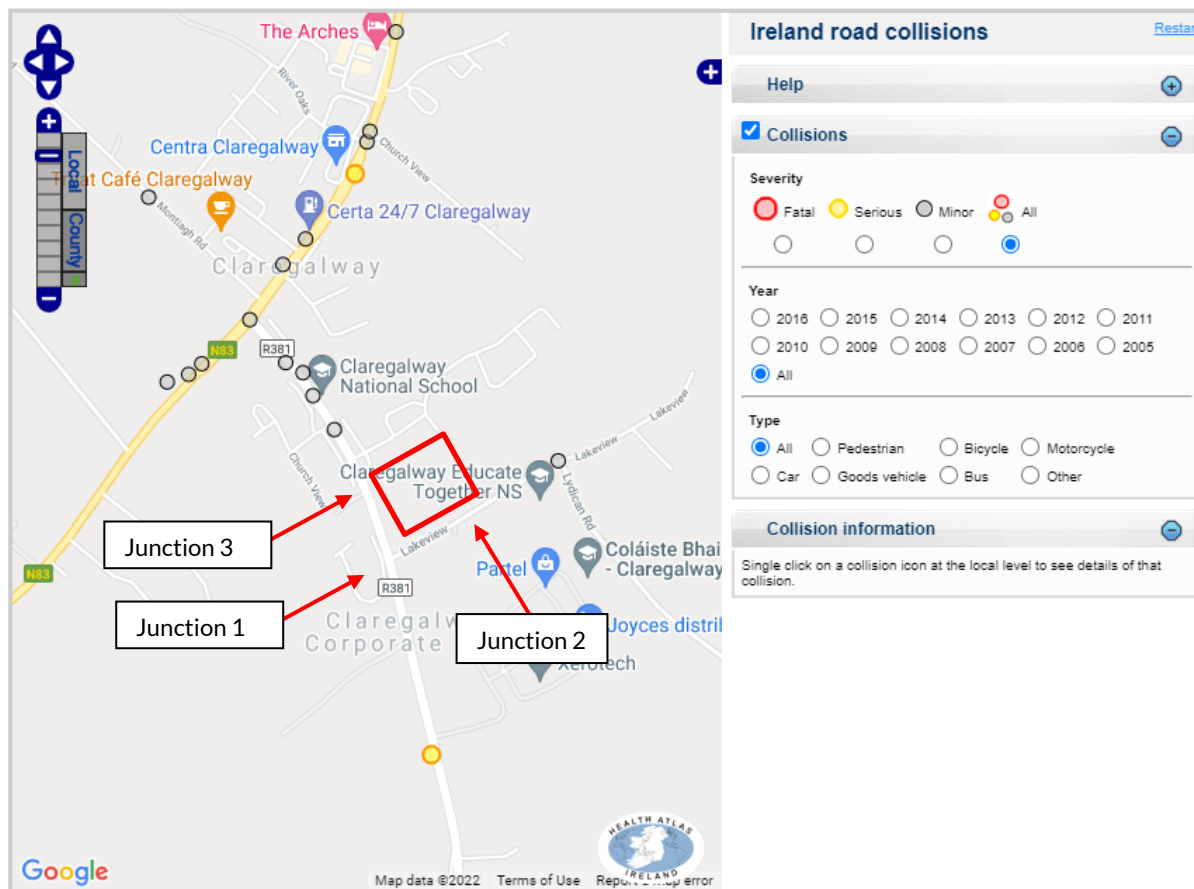 The Arches
River Oaks
Centra Claregalway
Church View
Treat Café Claregalway
Certa 24/7 Claregalway
Montiagh Rd
Claregalway
Local
County
N83
R381
Claregalway
National School
Lakeview
Lakeview
Claregalway Educate
Together NS
Church View
Lydican Rd
Junction 3
Lakeview
Coláiste Bhai
- Claregalway
N83
Partel
R381
Junction 1
Claregalw
Corporate
Junction 2
Joyces distril
Xerotech
HEALTH ATLAS
IRELAND
Google
Map data ©2022 Terms of Use Report a map error
Ireland road collisions
Restar
Help
Collisions
Severity
Fatal Serious Minor All
Year
2016 2015 2014 2013 2012 2011
2010 2009 2008 2007 2006 2005
All
Type
All Pedestrian Bicycle Motorcycle
Car Goods vehicle Bus Other
Collision information
Single click on a collision icon at the local level to see details of that
collision.